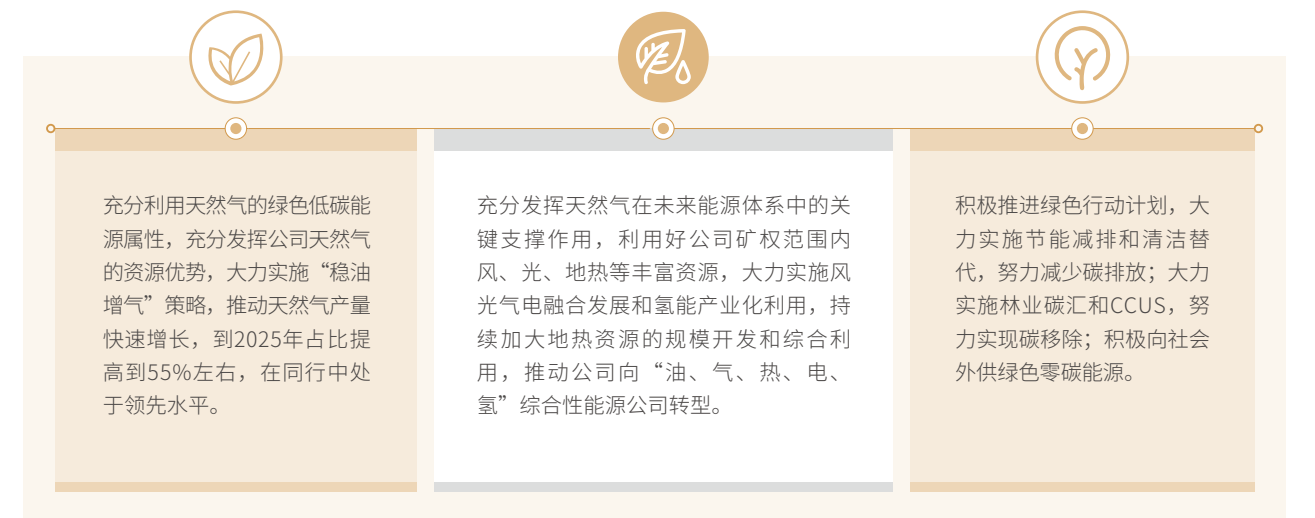 充分利用天然气的绿色低碳能
源属性，充分发挥公司天然气
的资源优势，大力实施“稳油
增气”策略，推动天然气产量
快速增长，到2025年占比提
高到55%左右，在同行中处
于领先水平。
充分发挥天然气在未来能源体系中的关
键支撑作用，利用好公司矿权范围内
风、光、地热等丰富资源，大力实施风
光气电融合发展和氢能产业化利用，持
续加大地热资源的规模开发和综合利
用，推动公司向“油、气、热、电、
氢”综合性能源公司转型。
积极推进绿色行动计划，大
力实施节能减排和清洁替
代，努力减少碳排放；大力
实施林业碳汇和CCUS，努
力实现碳移除；积极向社会
外供绿色零碳能源。